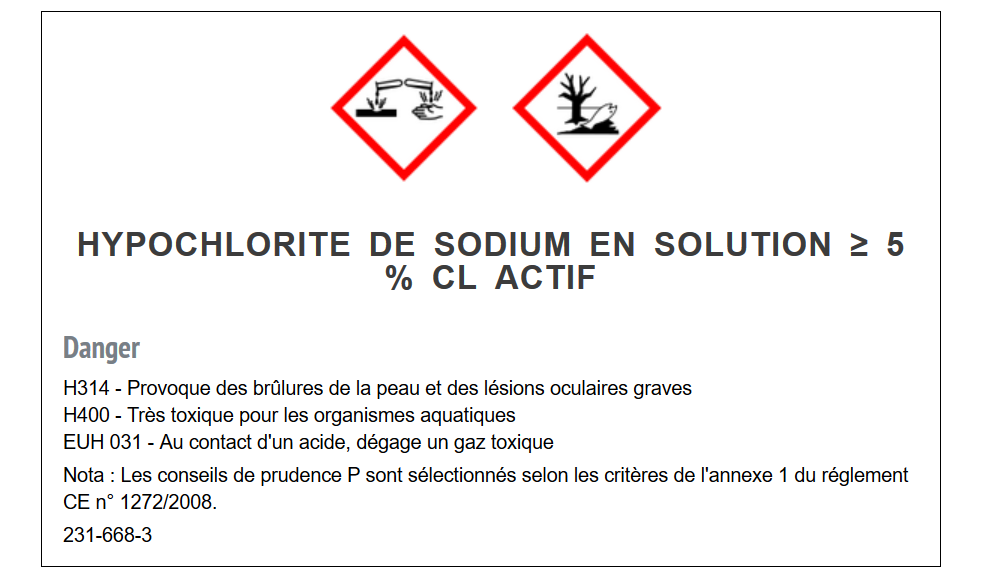 HYPOCHLORITE DE SODIUM EN SOLUTION ≥ 5
% CL ACTIF
Danger
H314 - Provoque des brûlures de la peau et des lésions oculaires graves
H400 - Très toxique pour les organismes aquatiques
EUH 031 - Au contact d'un acide, dégage un gaz toxique
Nota : Les conseils de prudence P sont sélectionnés selon les critères de l'annexe 1 du réglement
CE n° 1272/2008.
231-668-3